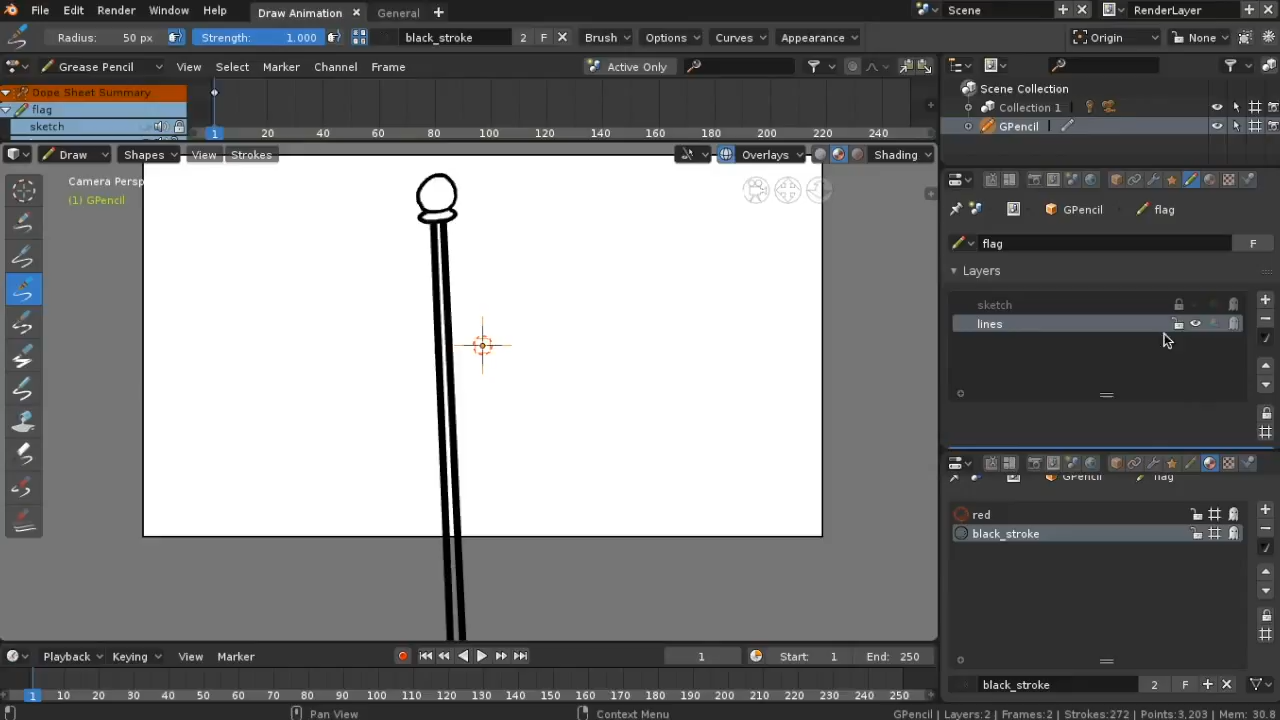 File Edit Render Window Help Draw Animation General Scene RenderLayer
Radius: 50 px Strength: 1.000 black_stroke 2 F Brush Options Curves Appearance Origin None
Grease Pencil View Select Marker Channel Frame Active Only
Dope Sheet Summary
Scene Collection
flag
Collection 1
sketch
GPencil
1 20 40 60 80 100 120 140 160 180 200 220 240
Draw Shapes View Strokes Overlays Shading
Camera Persp
(1) GPencil
GPencil flag
flag F
Layers
sketch
lines
GPencil flag
red
black_stroke
Playback Keying View Marker 1 Start: 1 End: 250
black_stroke 2 F
1 10 20 30 40 50 60 70 80 90 100 110 120 130 140 150 160 170 180 190 200 210 220 230 240 250
Pan View Context Menu GPencil | Layers:2 | Frames:2 | Strokes:272 | Points:3,203 | Mem: 30.8